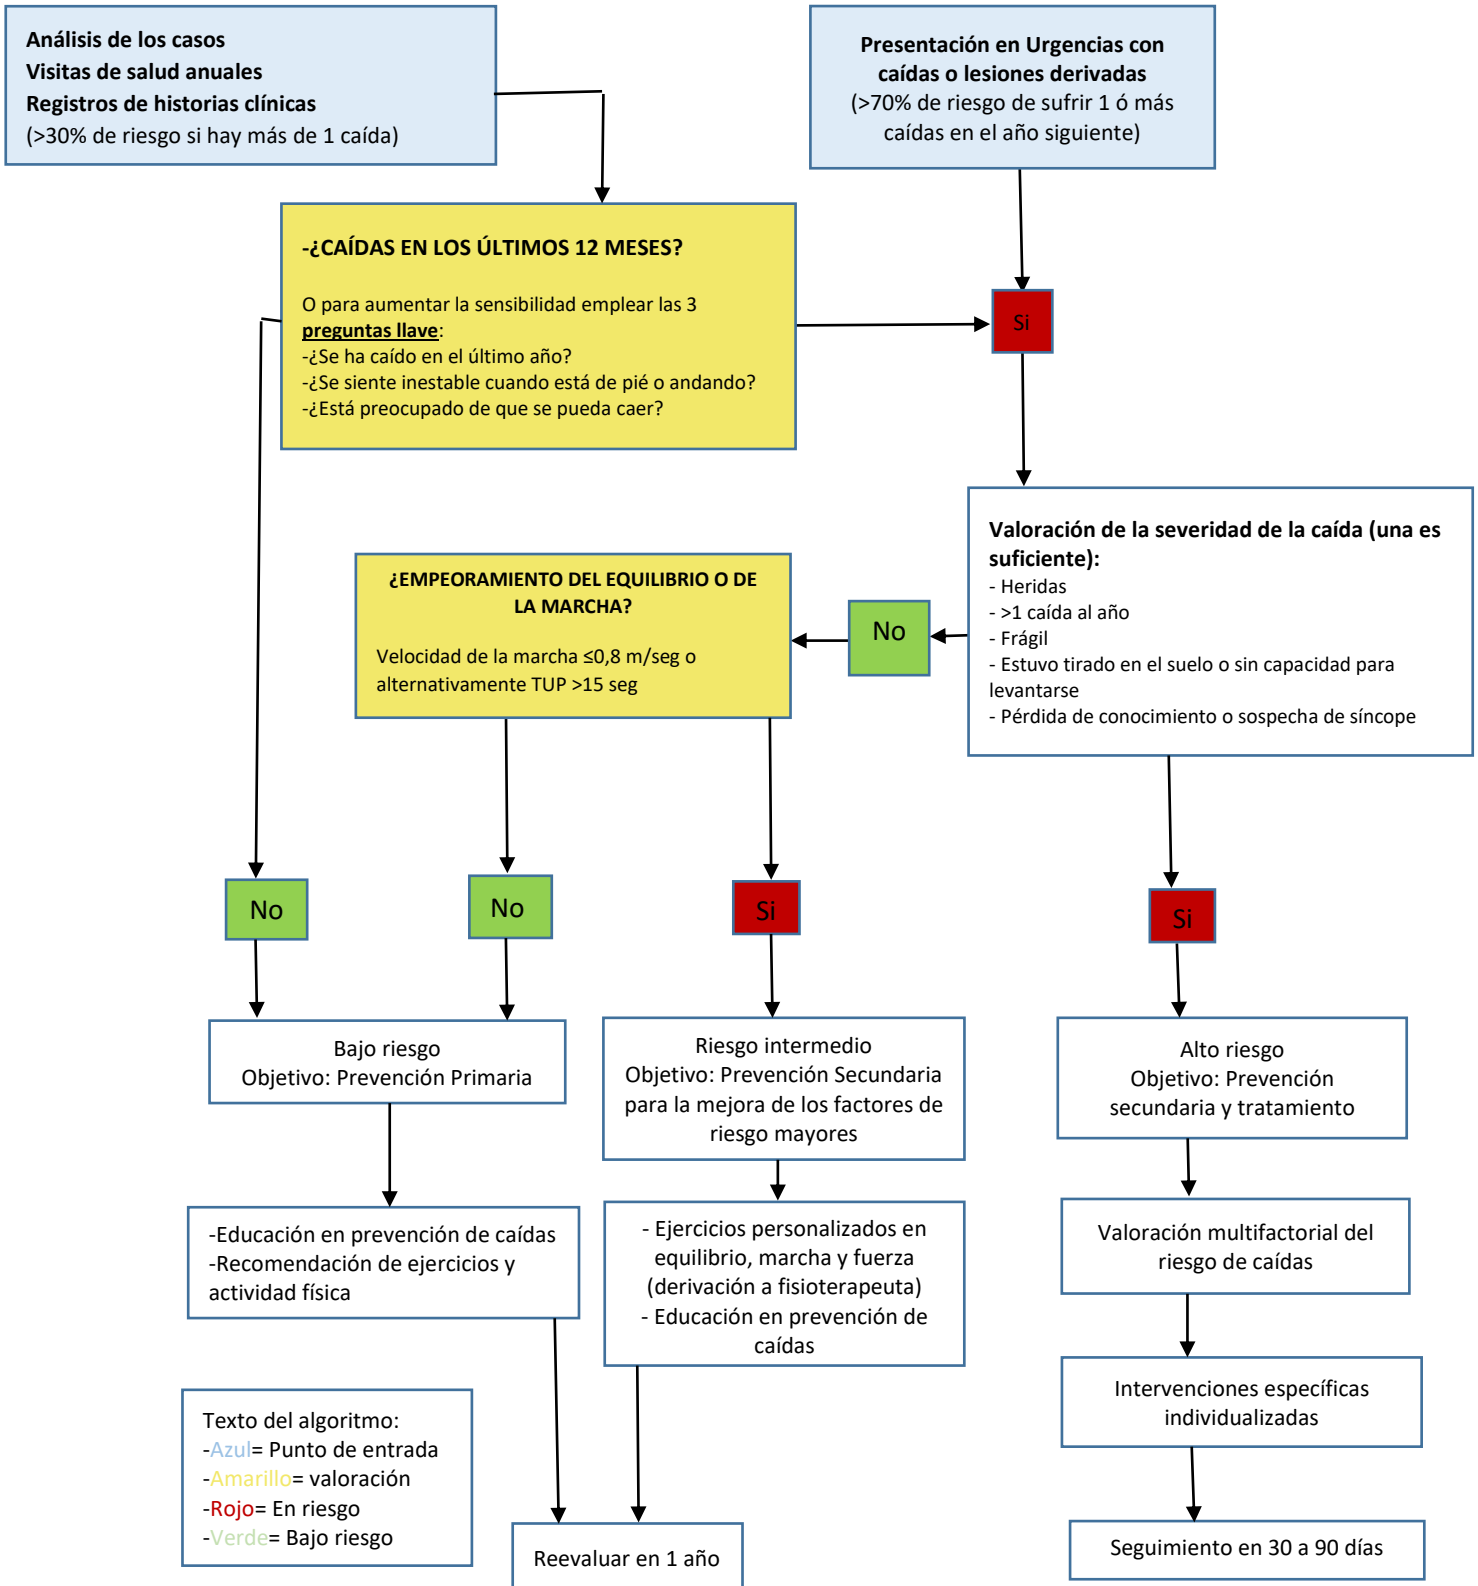 Análisis de los casos
Visitas de salud anuales
Registros de historias clínicas
(>30% de riesgo si hay más de 1 caída)
Presentación en Urgencias con
caídas o lesiones derivadas
(>70% de riesgo de sufrir 1 ó más
caídas en el año siguiente)
-¿CAÍDAS EN LOS ÚLTIMOS 12 MESES?
O para aumentar la sensibilidad emplear las 3
preguntas llave:
-¿Se ha caído en el último año?
-¿Se siente inestable cuando está de pié o andando?
-¿Está preocupado de que se pueda caer?
Si
Valoración de la severidad de la caída (una es
suficiente):
- Heridas
- >1 caída al año
- Frágil
- Estuvo tirado en el suelo o sin capacidad para
levantarse
- Pérdida de conocimiento o sospecha de síncope
No
¿EMPEORAMIENTO DEL EQUILIBRIO O DE
LA MARCHA?
Velocidad de la marcha ≤0,8 m/seg o
alternativamente TUP >15 seg
No
No
Si
Si
Bajo riesgo
Objetivo: Prevención Primaria
Riesgo intermedio
Objetivo: Prevención Secundaria
para la mejora de los factores de
riesgo mayores
Alto riesgo
Objetivo: Prevención
secundaria y tratamiento
-Educación en prevención de caídas
-Recomendación de ejercicios y
actividad física
- Ejercicios personalizados en
equilibrio, marcha y fuerza
(derivación a fisioterapeuta)
- Educación en prevención de
caídas
Valoración multifactorial del
riesgo de caídas
Intervenciones específicas
individualizadas
Texto del algoritmo:
-Azul= Punto de entrada
-Amarillo= valoración
-Rojo= En riesgo
-Verde= Bajo riesgo
Reevaluar en 1 año
Seguimiento en 30 a 90 días